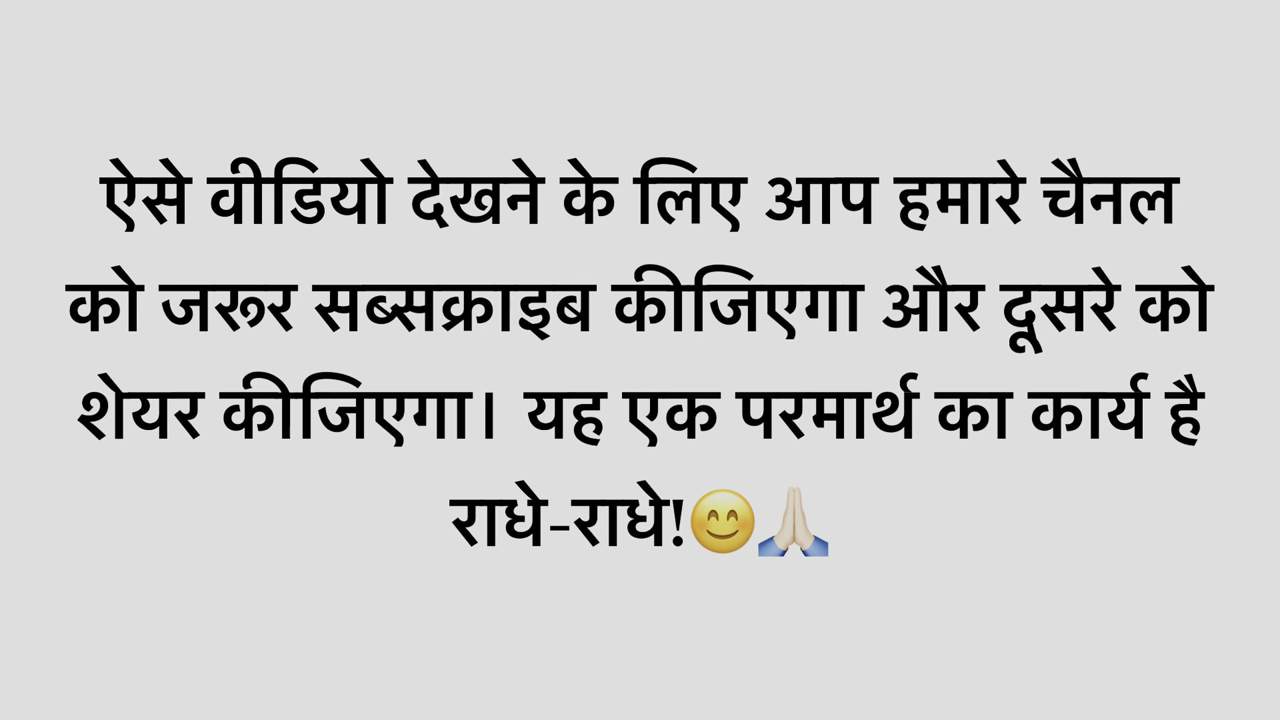 ऐसे वीडियो देखने के लिए आप हमारे चैनल
को जरूर सब्सक्राइब कीजिएगा और दूसरे को
शेयर कीजिएगा। यह एक परमार्थ का कार्य है
राधे-राधे!😊🙏🏻